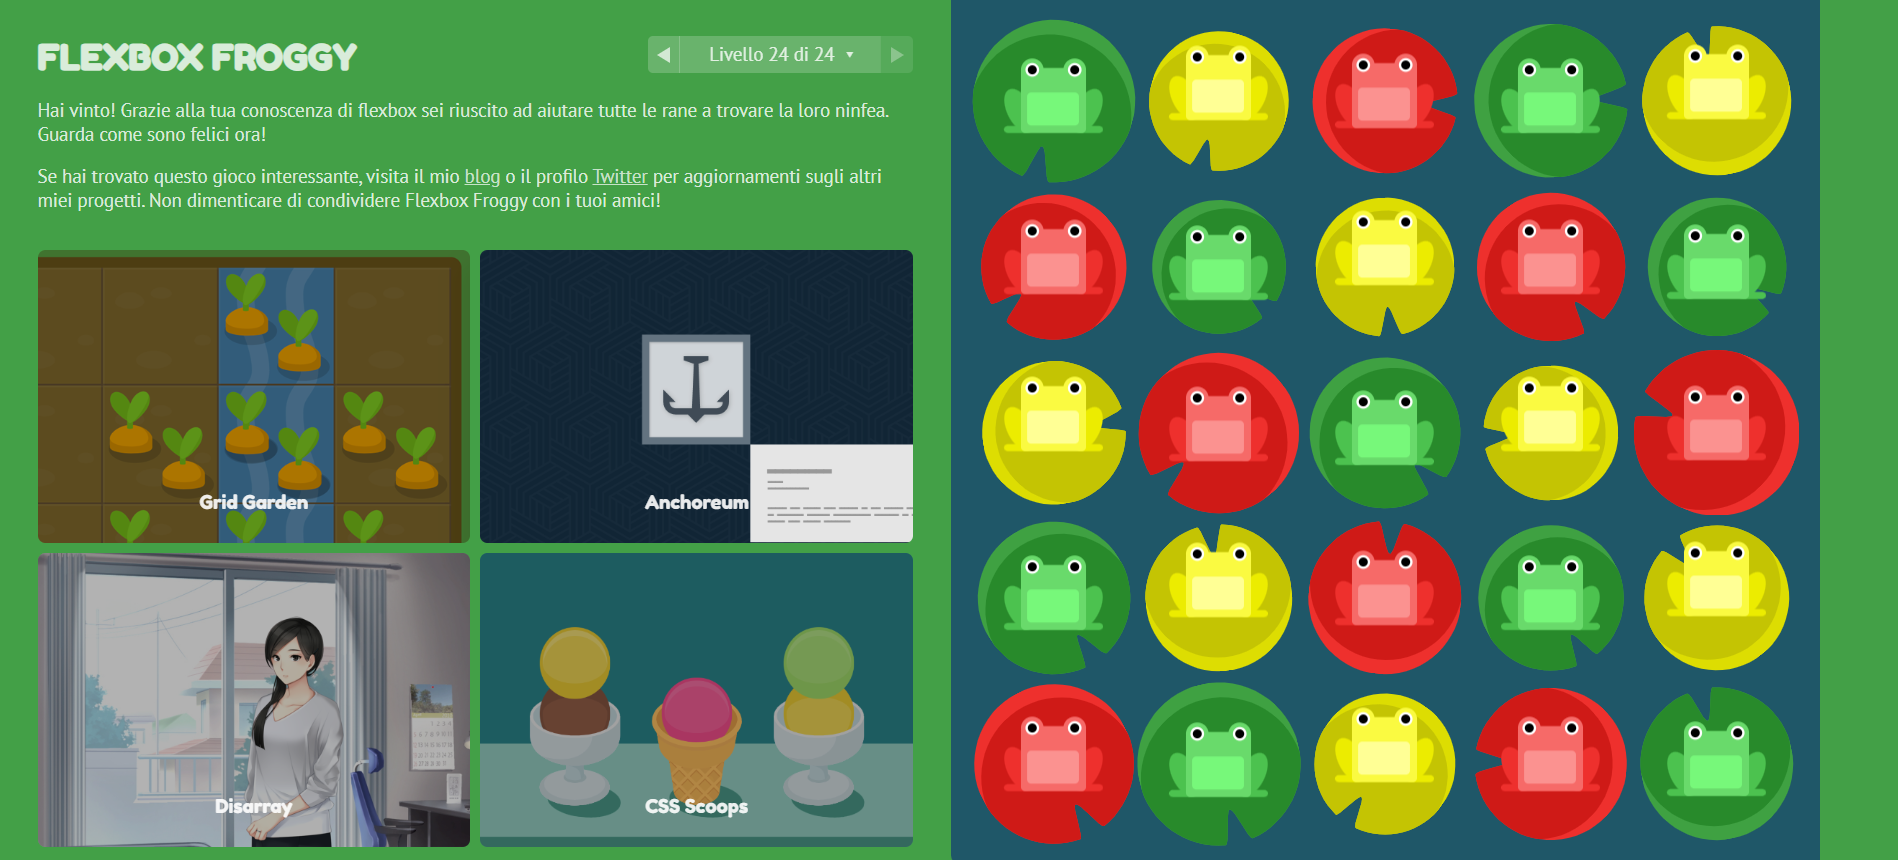 FLEXBOX FROGGY
Livello 24 di 24
Hai vinto! Grazie alla tua conoscenza di flexbox sei riuscito ad aiutare tutte le rane a trovare la loro ninfea.
Guarda come sono felici ora!
Se hai trovato questo gioco interessante, visita il mio blog o il profilo Twitter per aggiornamenti sugli altri
miei progetti. Non dimenticare di condividere Flexbox Froggy con i tuoi amici!
Grid Garden
Anchoreum
Disarray
CSS Scoops